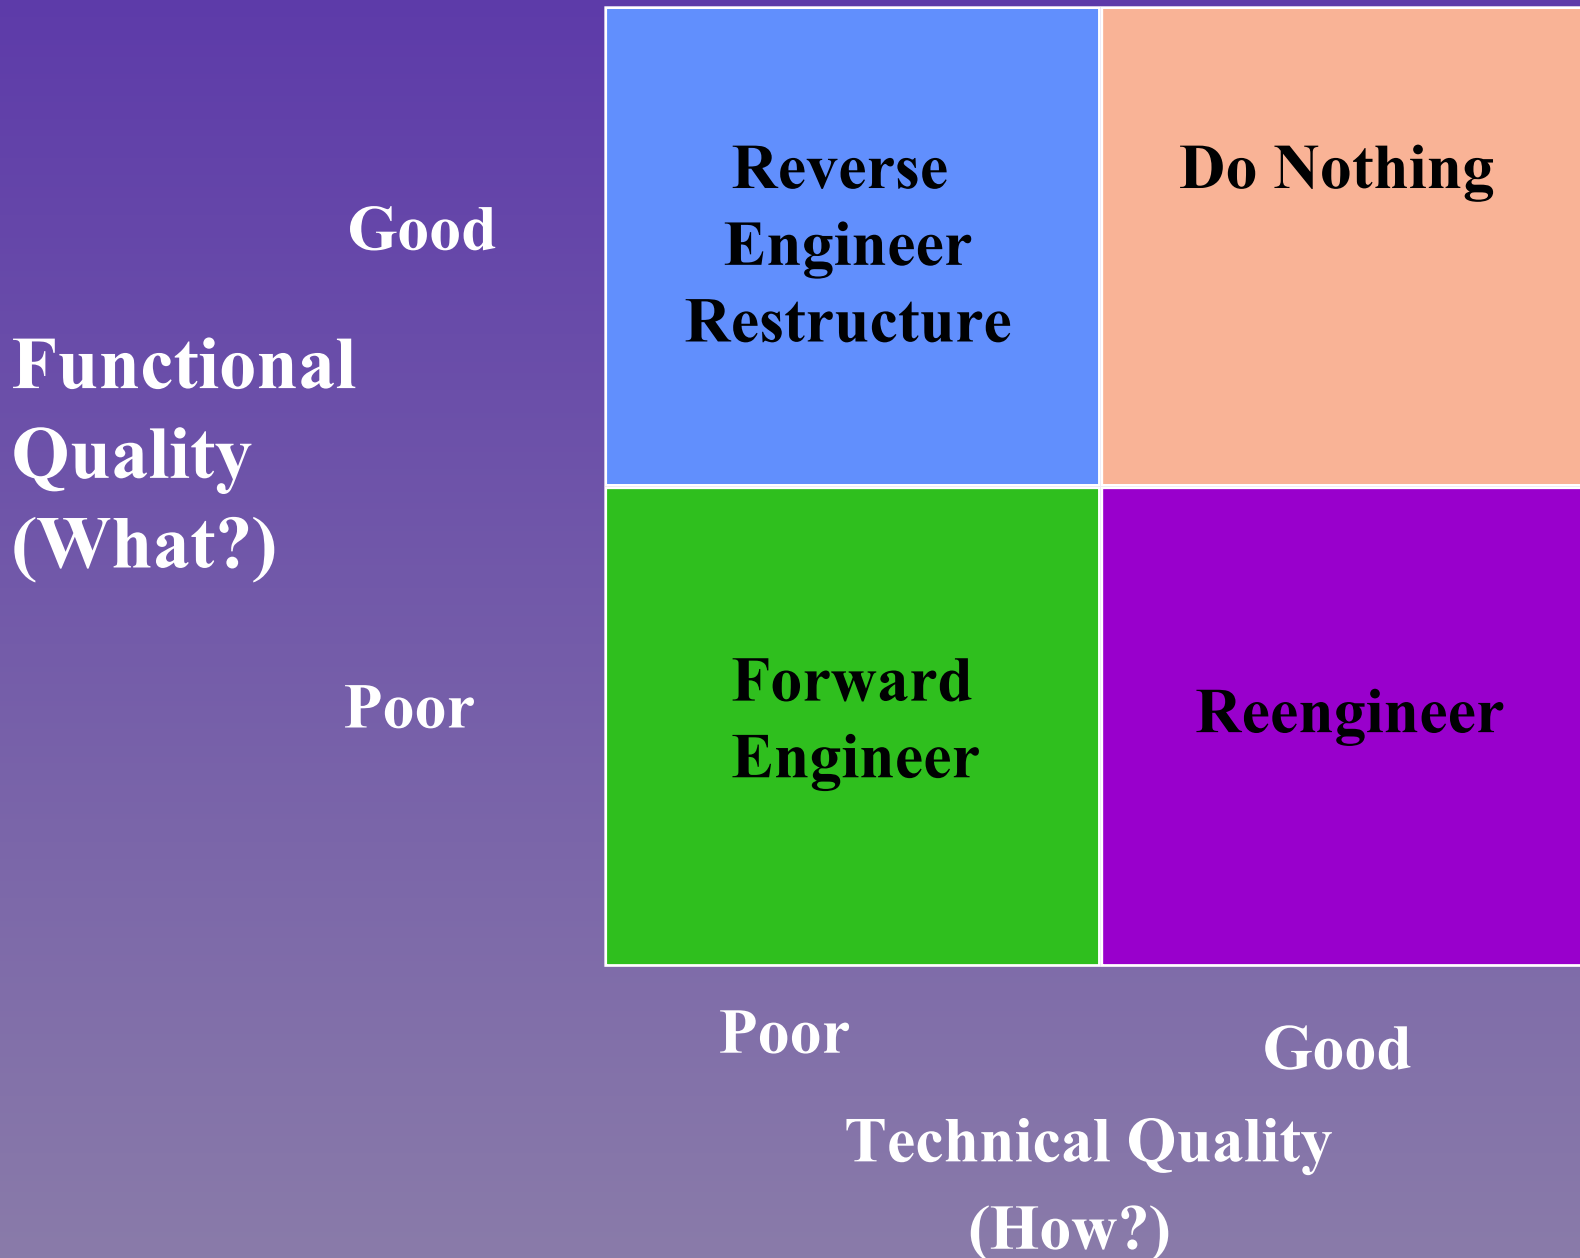 Reverse
Engineer
Restructure
Do Nothing
Good
Functional
Quality
(What?)
Poor
Forward
Engineer
Reengineer
Poor
Good
Technical Quality
(How?)